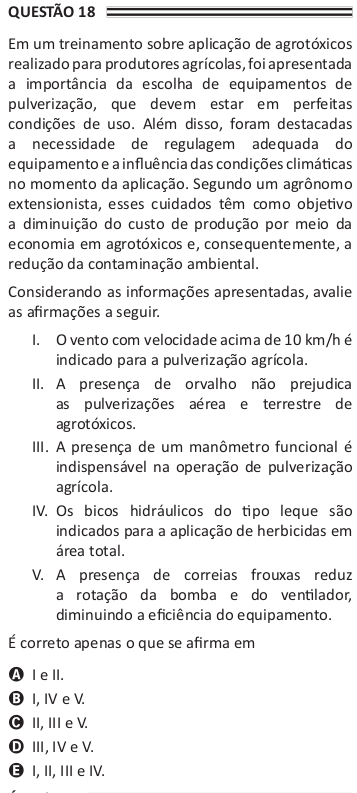 QUESTÃO 18
Em um treinamento sobre aplicação de agrotóxicos
realizado para produtores agrícolas, foi apresentada
a importância da escolha de equipamentos de
pulverização, que devem estar em perfeitas
condições de uso. Além disso, foram destacadas
a necessidade de regulagem adequada do
equipamento e a influência das condições climáticas
no momento da aplicação. Segundo um agrônomo
extensionista, esses cuidados têm como objetivo
a diminuição do custo de produção por meio da
economia em agrotóxicos e, consequentemente, a
redução da contaminação ambiental.
Considerando as informações apresentadas, avalie
as afirmações a seguir.
I. O vento com velocidade acima de 10 km/h é
indicado para a pulverização agrícola.
II. A presença de orvalho não prejudica
as pulverizações aérea e terrestre de
agrotóxicos.
III. A presença de um manômetro funcional é
indispensável na operação de pulverização
agrícola.
IV. Os bicos hidráulicos do tipo leque são
indicados para a aplicação de herbicidas em
área total.
V. A presença de correias frouxas reduz
a rotação da bomba e do ventilador,
diminuindo a eficiência do equipamento.
É correto apenas o que se afirma em
A I e II.
B I, IV e V.
C II, III e V.
D III, IV e V.
E I, II, III e IV.